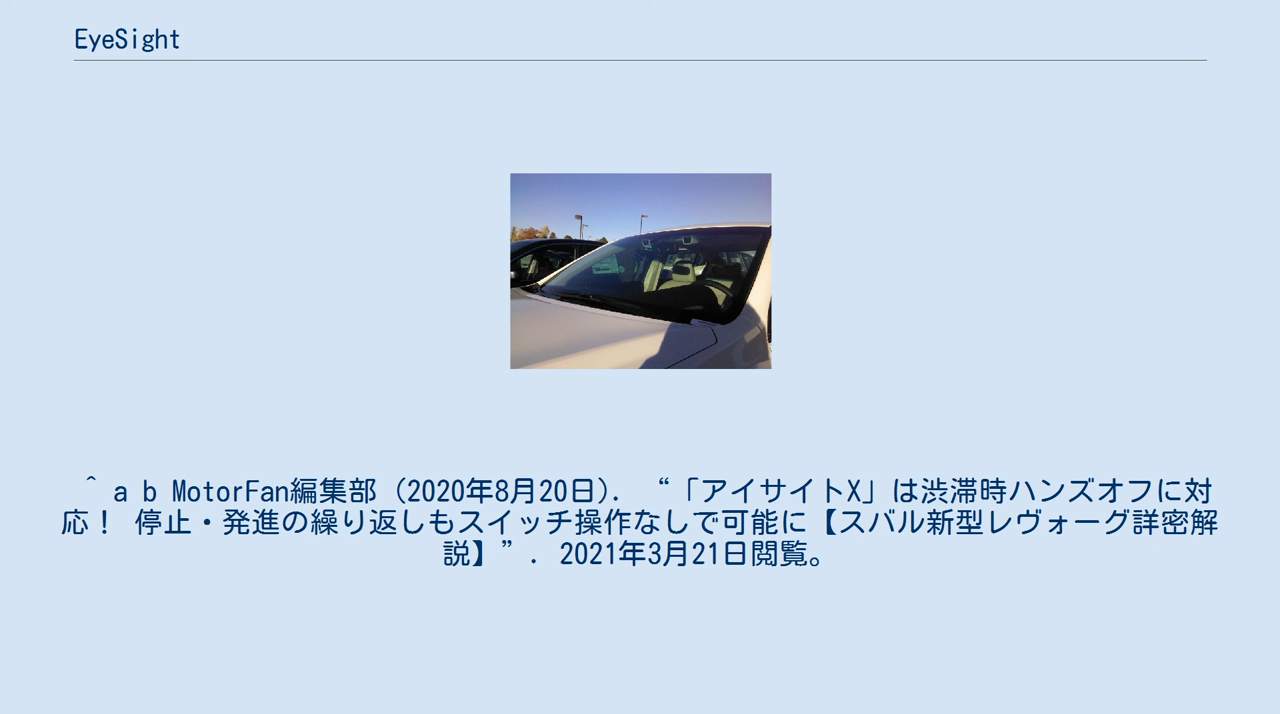 EyeSight
^ a b MotorFan編集部 (2020年8月20日). “「アイサイトX」は渋滞時ハンズオフに対
応！ 停止・発進の繰り返しもスイッチ操作なしで可能に【スバル新型レヴォーグ詳密解
説】”. 2021年3月21日閲覧。